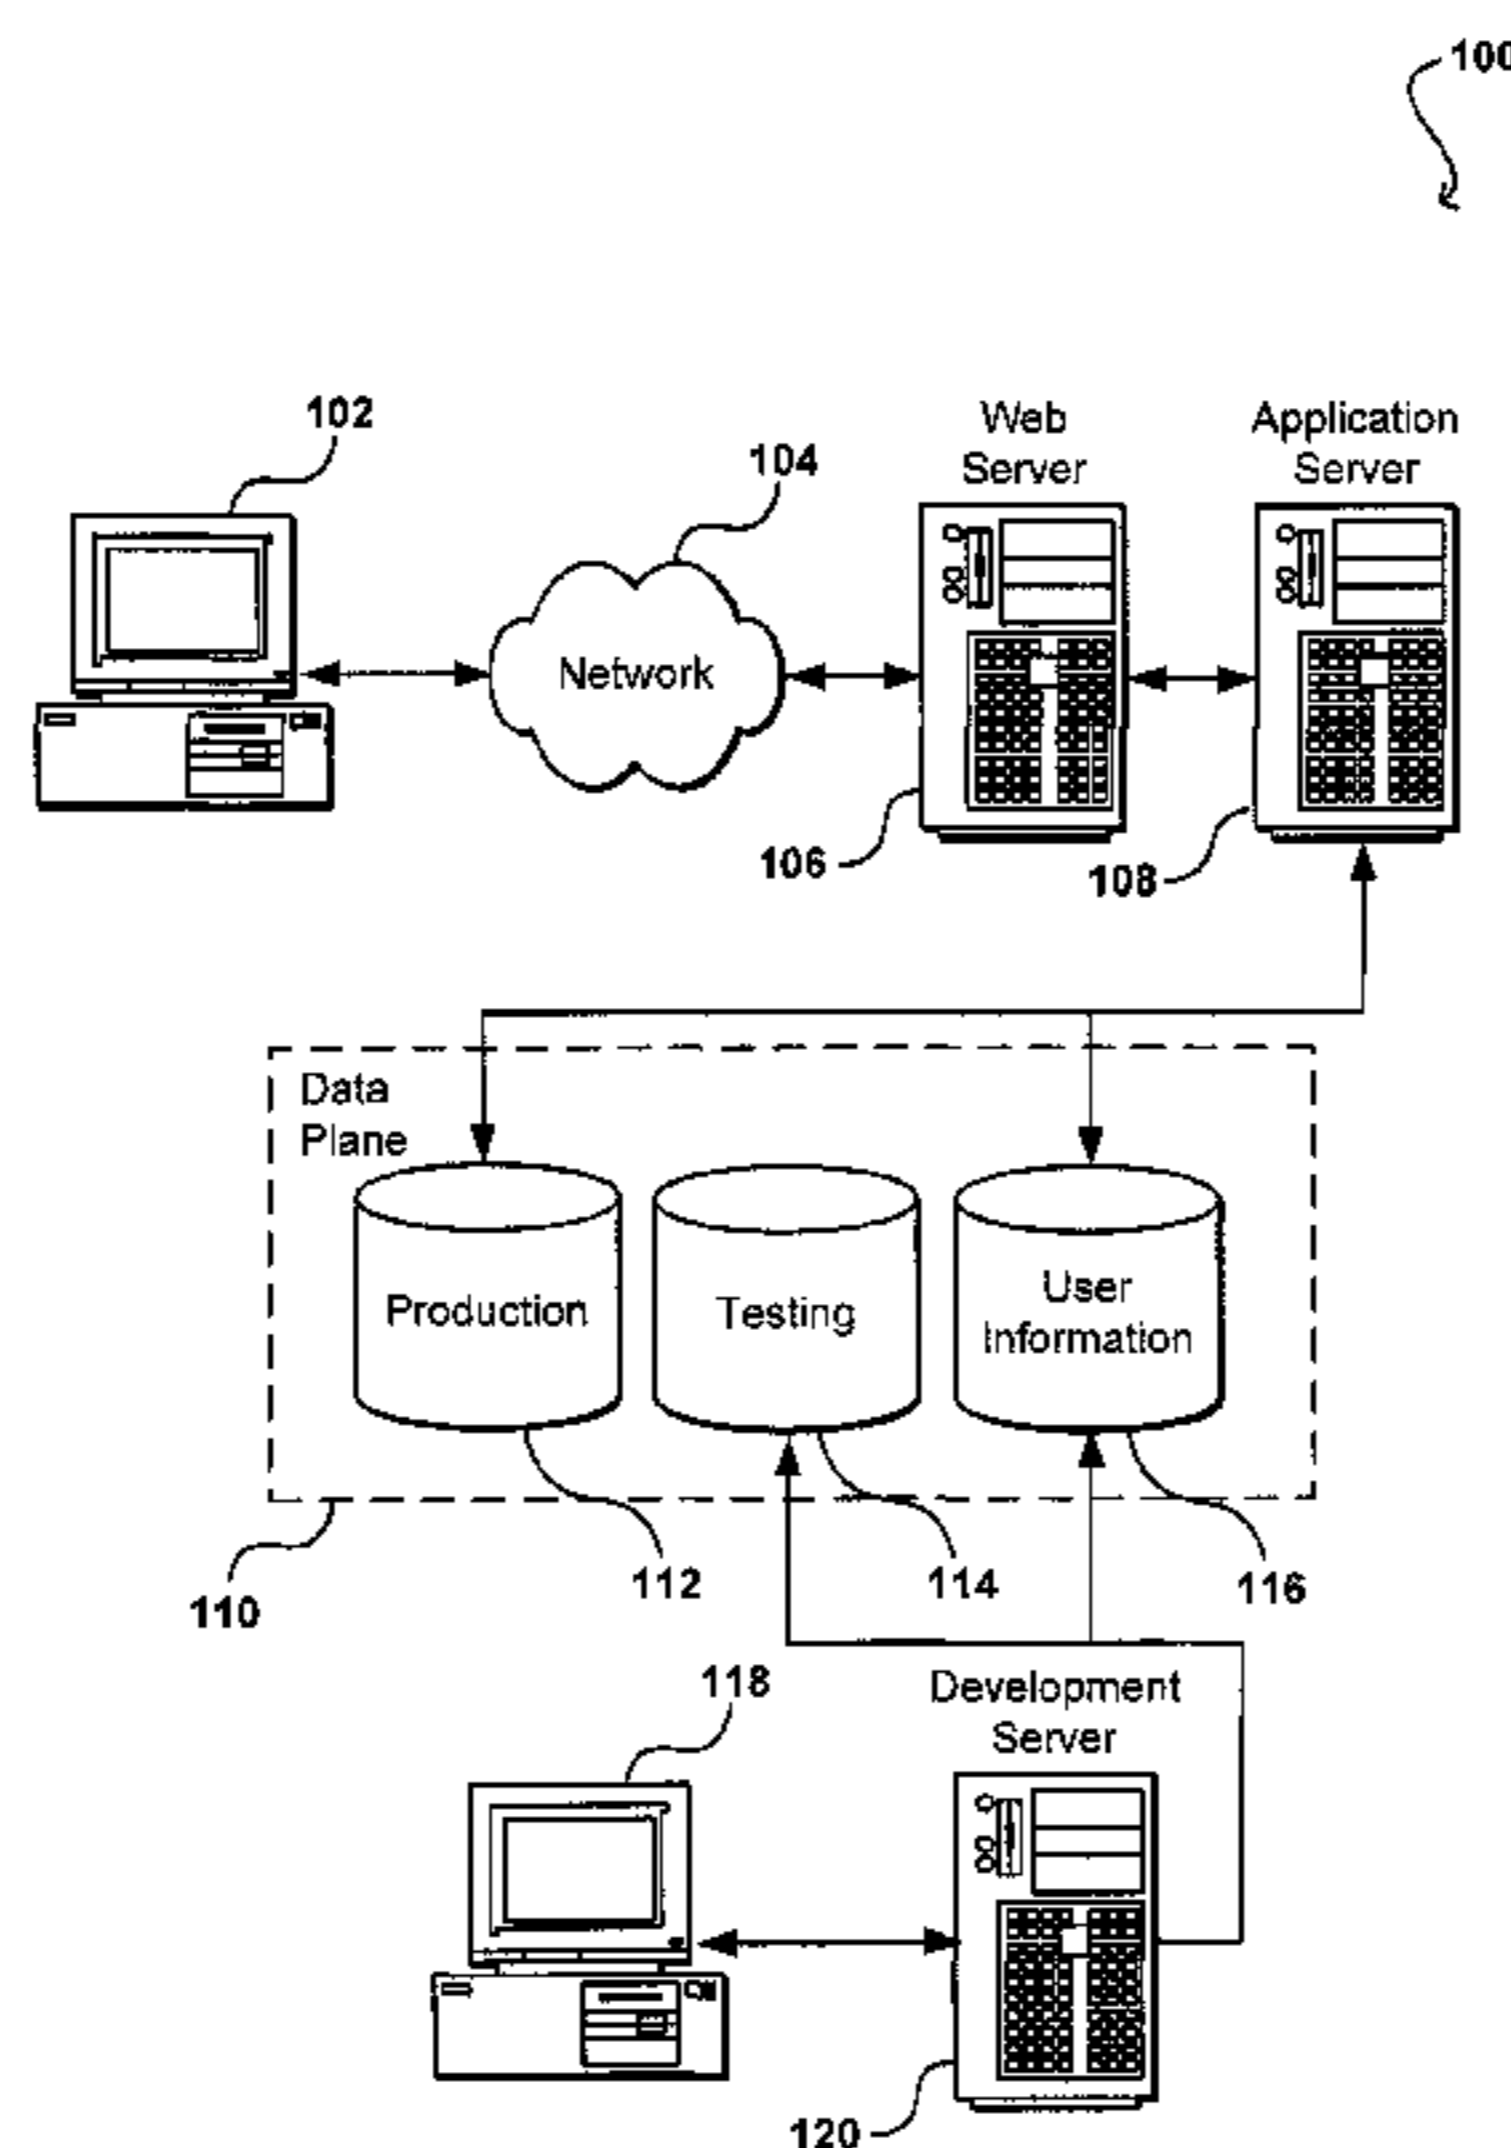 100
102
104
Web
Server
Application
Server
Network
106
108
Data
Plane
Production
Testing
User
Information
110
112
114
116
118
Development
Server
120